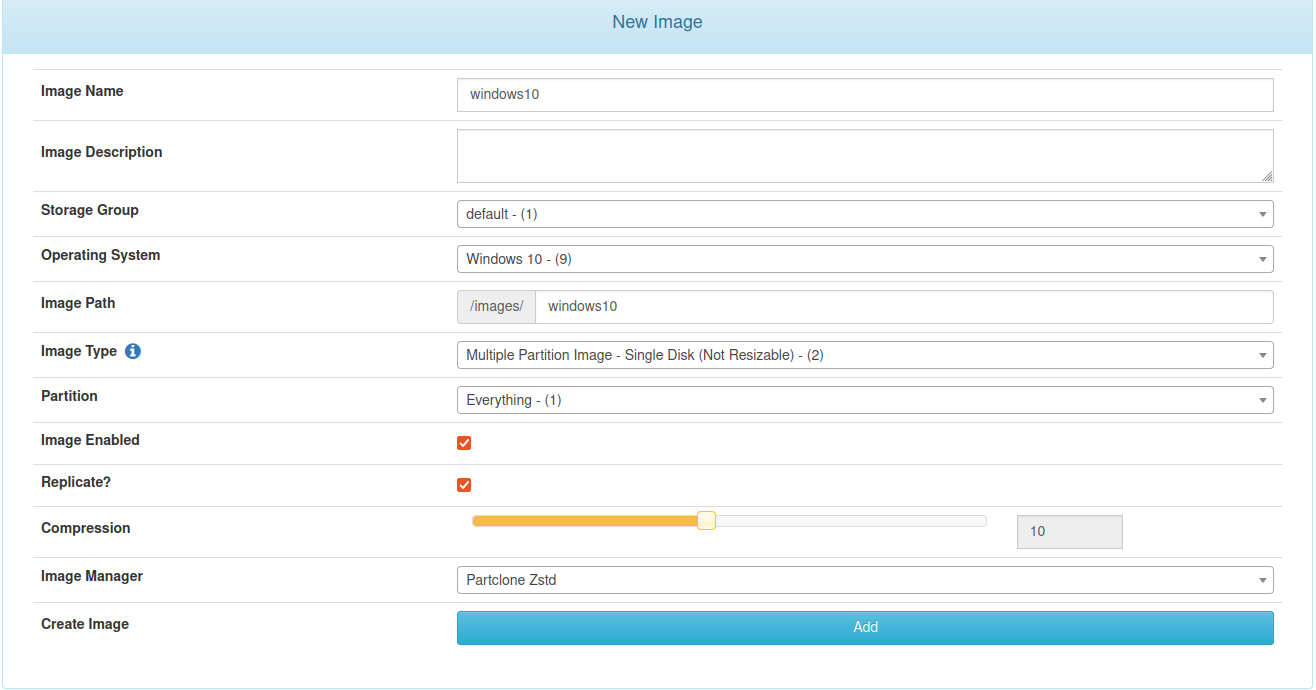 New Image
Image Name windows10
Image Description
Storage Group default - (1)
Operating System Windows 10 - (9)
Image Path /images/ windows10
Image Type i Multiple Partition Image - Single Disk (Not Resizable) - (2)
Partition Everything - (1)
Image Enabled
Replicate?
Compression 10
Image Manager Partclone Zstd
Create Image Add